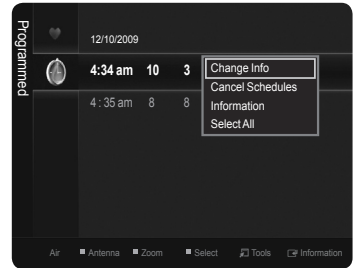 Programmed
12/10/2009
4:34 am 10 3
4 : 35 am 8 8
Change Info
Cancel Schedules
Information
Select All
Air Antenna Zoom Select Tools Information